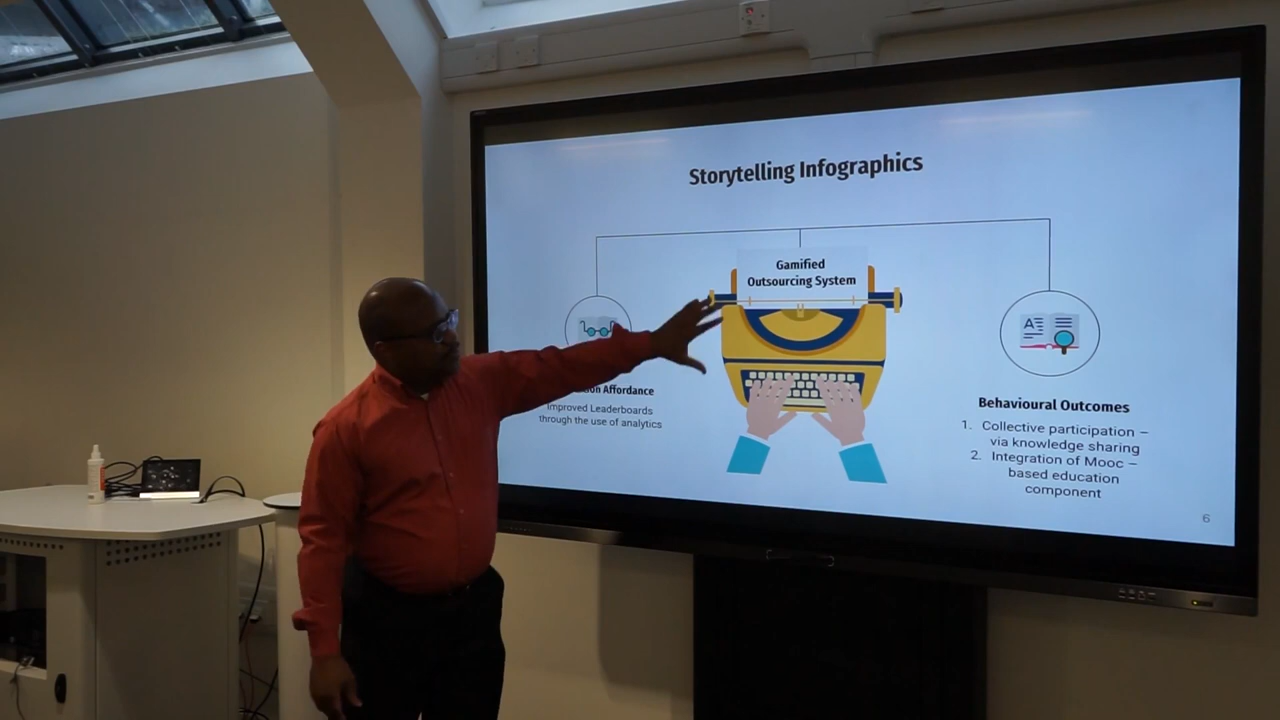 Storytelling Infographics
Gamified
Outsourcing System
Affordance
Improved Leaderboards
through the use of analytics
Behavioural Outcomes
1. Collective participation –
via knowledge sharing
2. Integration of Mooc –
based education
component
6